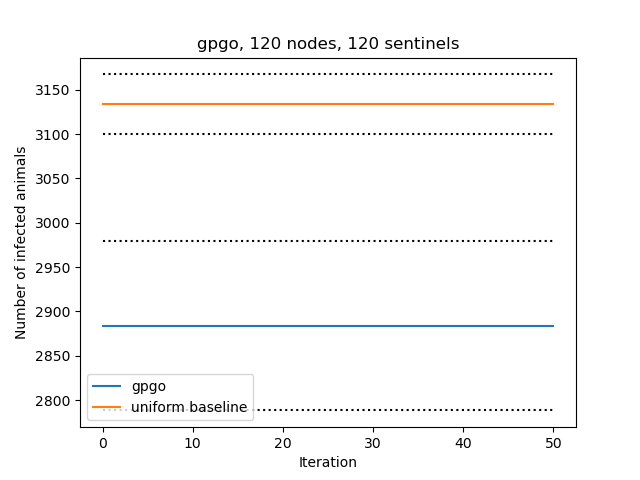 gpgo, 120 nodes, 120 sentinels
Number of infected animals
3150
3100
3050
3000
2950
2900
2850
2800
gpgo
uniform baseline
0
10
20
30
40
50
Iteration